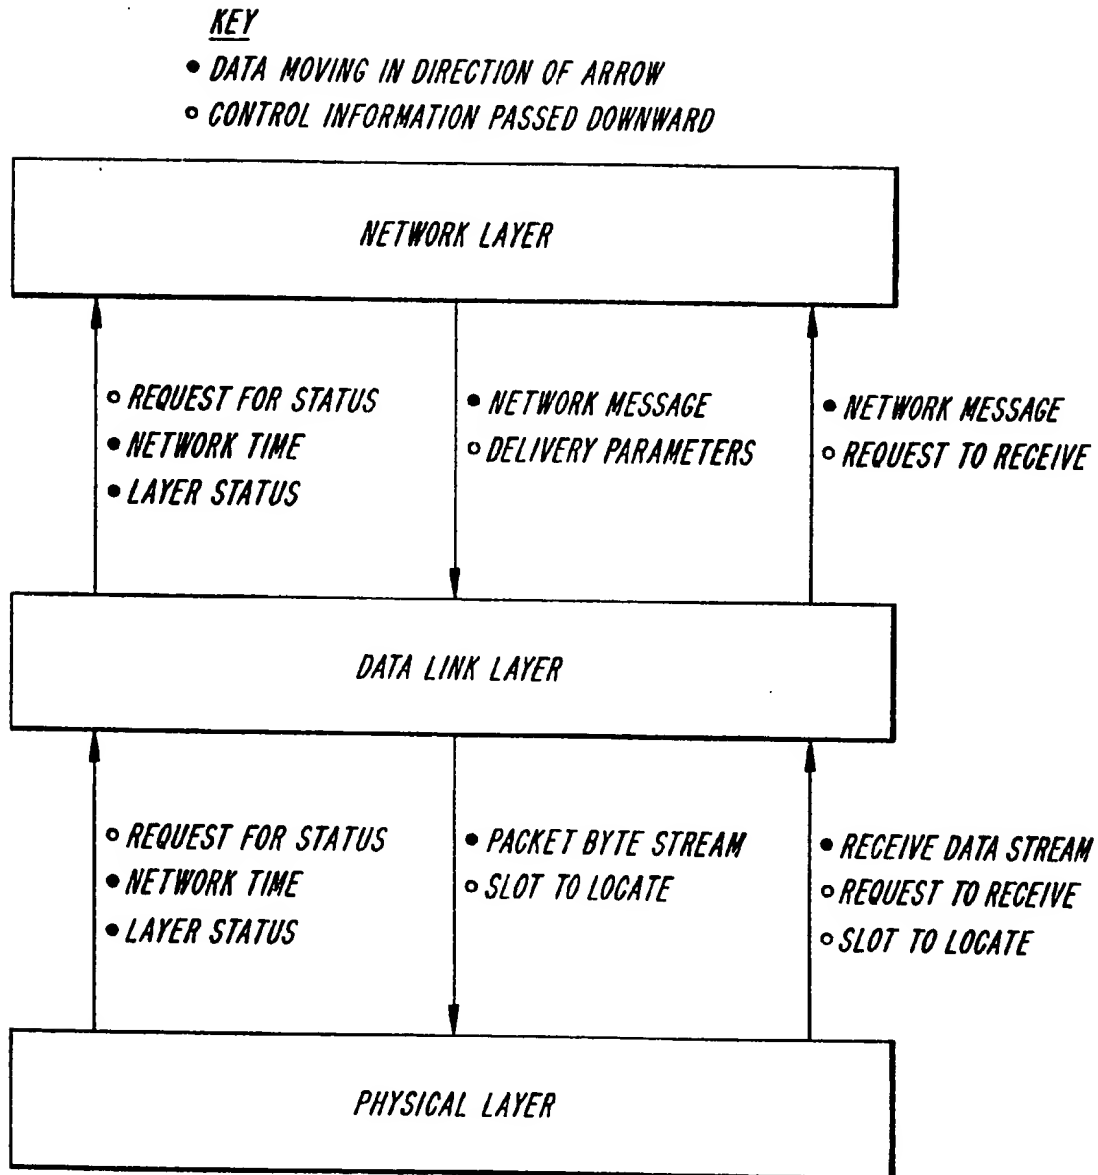 KEY
● DATA MOVING IN DIRECTION OF ARROW
○ CONTROL INFORMATION PASSED DOWNWARD
NETWORK LAYER
○ REQUEST FOR STATUS
● NETWORK TIME
● LAYER STATUS
● NETWORK MESSAGE
○ DELIVERY PARAMETERS
● NETWORK MESSAGE
○ REQUEST TO RECEIVE
DATA LINK LAYER
○ REQUEST FOR STATUS
● NETWORK TIME
● LAYER STATUS
● PACKET BYTE STREAM
○ SLOT TO LOCATE
● RECEIVE DATA STREAM
○ REQUEST TO RECEIVE
○ SLOT TO LOCATE
PHYSICAL LAYER